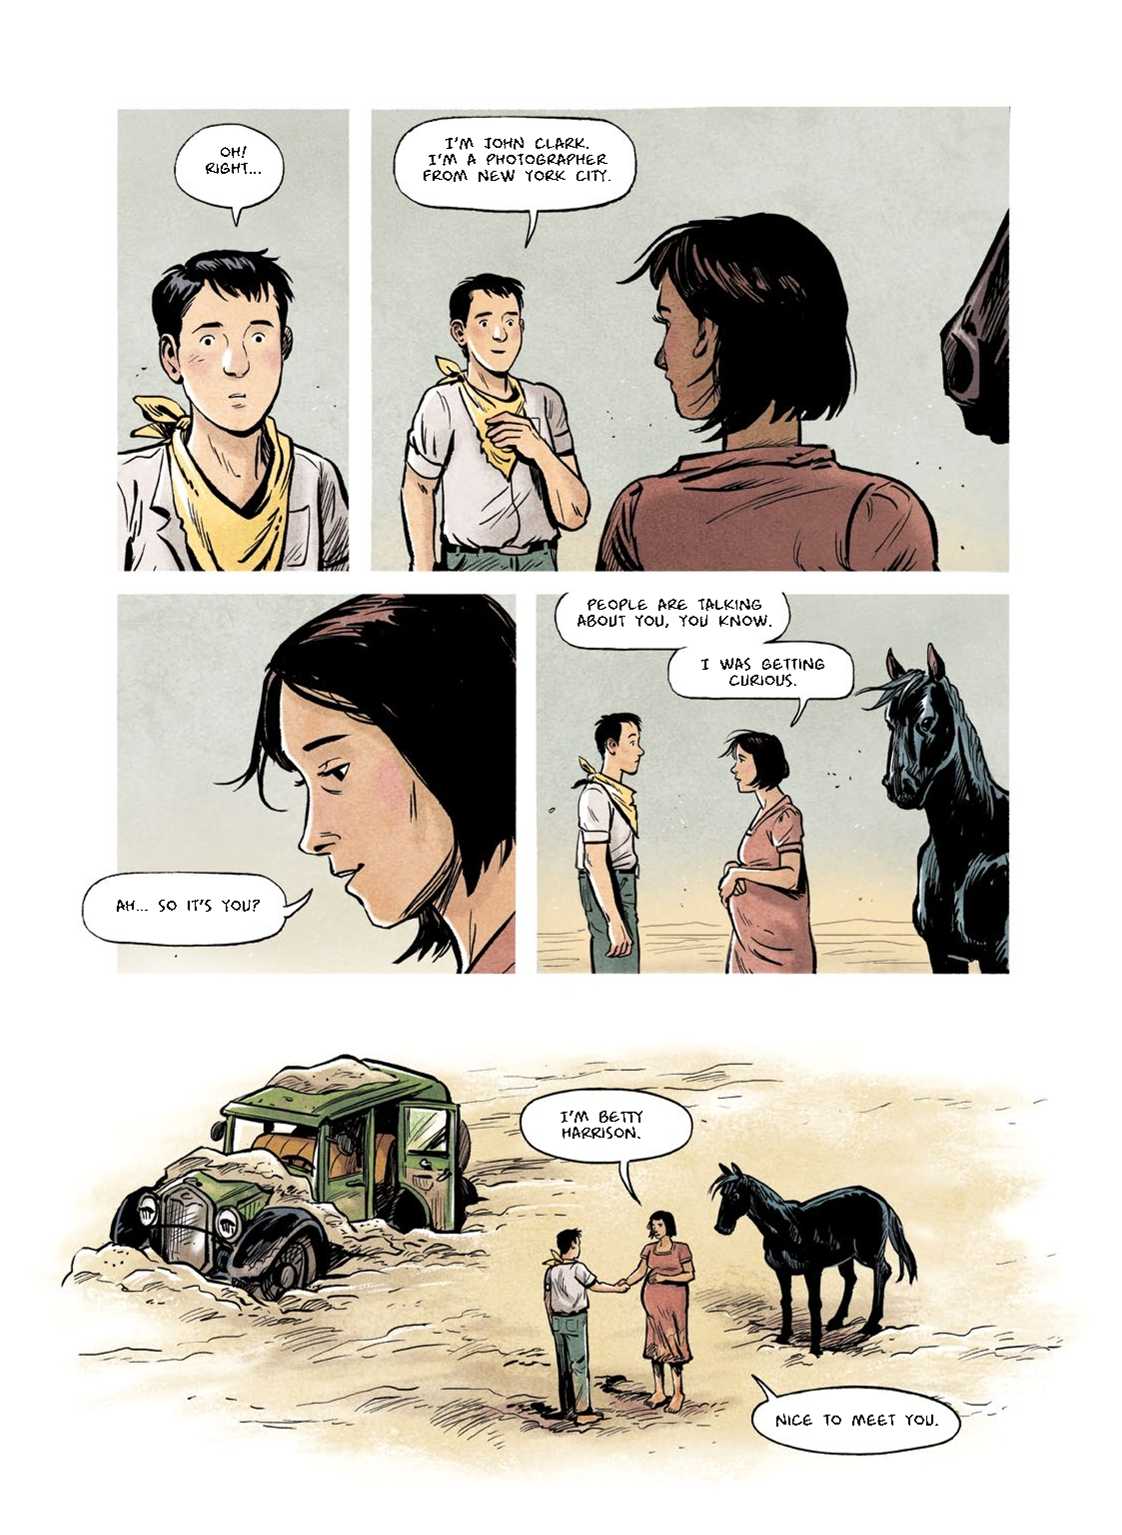 OH!
RIGHT...
I'M JOHN CLARK.
I'M A PHOTOGRAPHER
FROM NEW YORK CITY.
AH... SO IT'S YOU?
PEOPLE ARE TALKING
ABOUT YOU, YOU KNOW.
I WAS GETTING
CURIOUS.
I'M BETTY
HARRISON.
NICE TO MEET YOU.